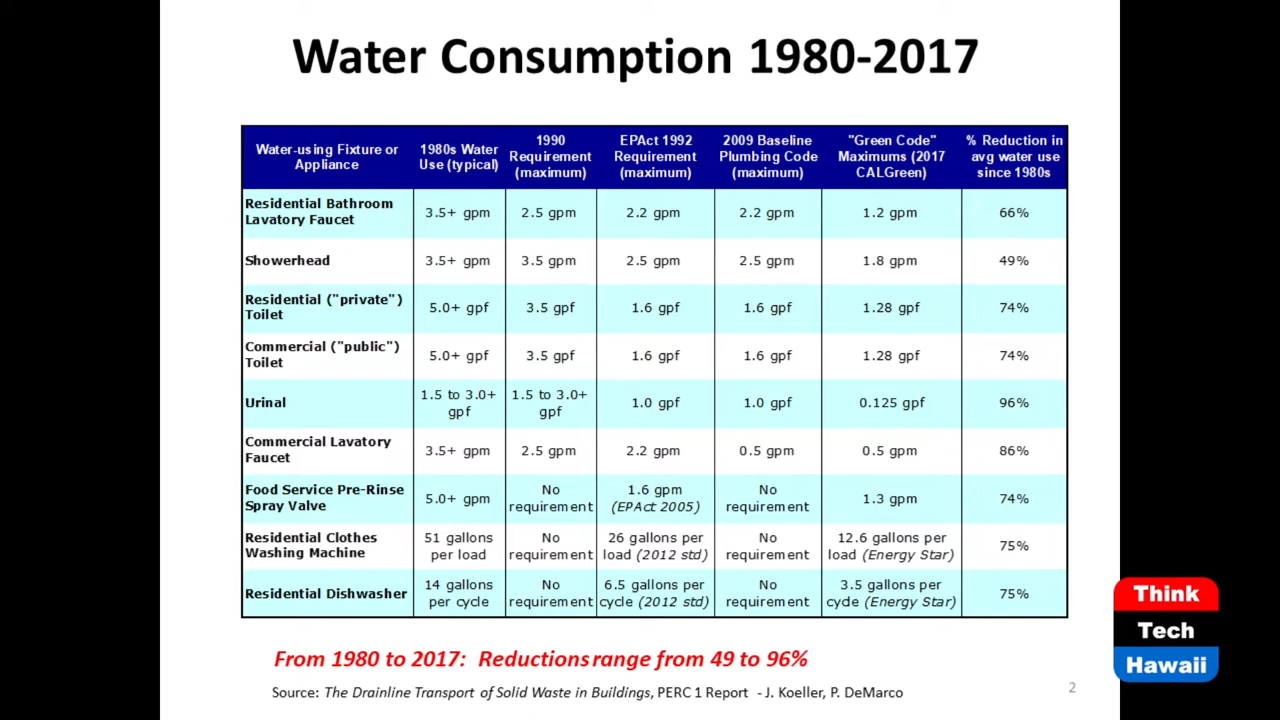 Water Consumption 1980-2017
Water-using Fixture or Appliance | 1980s Water Use (typical) | 1990 Requirement (maximum) | EPAct 1992 Requirement (maximum) | 2009 Baseline Plumbing Code (maximum) | "Green Code" Maximums (2017 CALGreen) | % Reduction in avg water use since 1980s
Residential Bathroom Lavatory Faucet | 3.5+ gpm | 2.5 gpm | 2.2 gpm | 2.2 gpm | 1.2 gpm | 66%
Showerhead | 3.5+ gpm | 3.5 gpm | 2.5 gpm | 2.5 gpm | 1.8 gpm | 49%
Residential ("private") Toilet | 5.0+ gpf | 3.5 gpf | 1.6 gpf | 1.6 gpf | 1.28 gpf | 74%
Commercial ("public") Toilet | 5.0+ gpf | 3.5 gpf | 1.6 gpf | 1.6 gpf | 1.28 gpf | 74%
Urinal | 1.5 to 3.0+ gpf | 1.5 to 3.0+ gpf | 1.0 gpf | 1.0 gpf | 0.125 gpf | 96%
Commercial Lavatory Faucet | 3.5+ gpm | 2.5 gpm | 2.2 gpm | 0.5 gpm | 0.5 gpm | 86%
Food Service Pre-Rinse Spray Valve | 5.0+ gpm | No requirement | 1.6 gpm (EPAct 2005) | No requirement | 1.3 gpm | 74%
Residential Clothes Washing Machine | 51 gallons per load | No requirement | 26 gallons per load (2012 std) | No requirement | 12.6 gallons per load (Energy Star) | 75%
Residential Dishwasher | 14 gallons per cycle | No requirement | 6.5 gallons per cycle (2012 std) | No requirement | 3.5 gallons per cycle (Energy Star) | 75%
From 1980 to 2017: Reductions range from 49 to 96%
Source: The Drainline Transport of Solid Waste in Buildings, PERC 1 Report - J. Koeller, P. DeMarco
2
Think
Tech
Hawaii